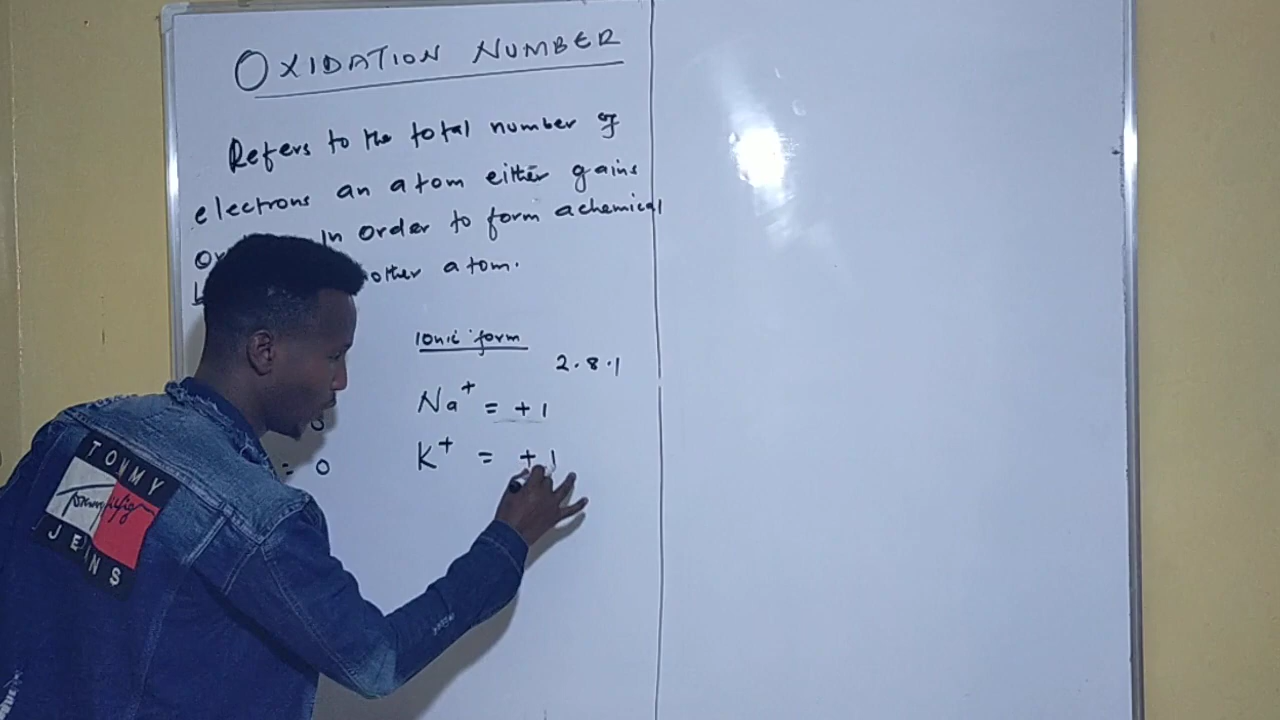 OXIDATION NUMBER
Refers to the total number of
electrons an atom either gains
In order to form a chemical
other atom.
Ionic form
2.8.1
Na⁺ = +1
= 0
K⁺ = +1
TOMMY
JEANS